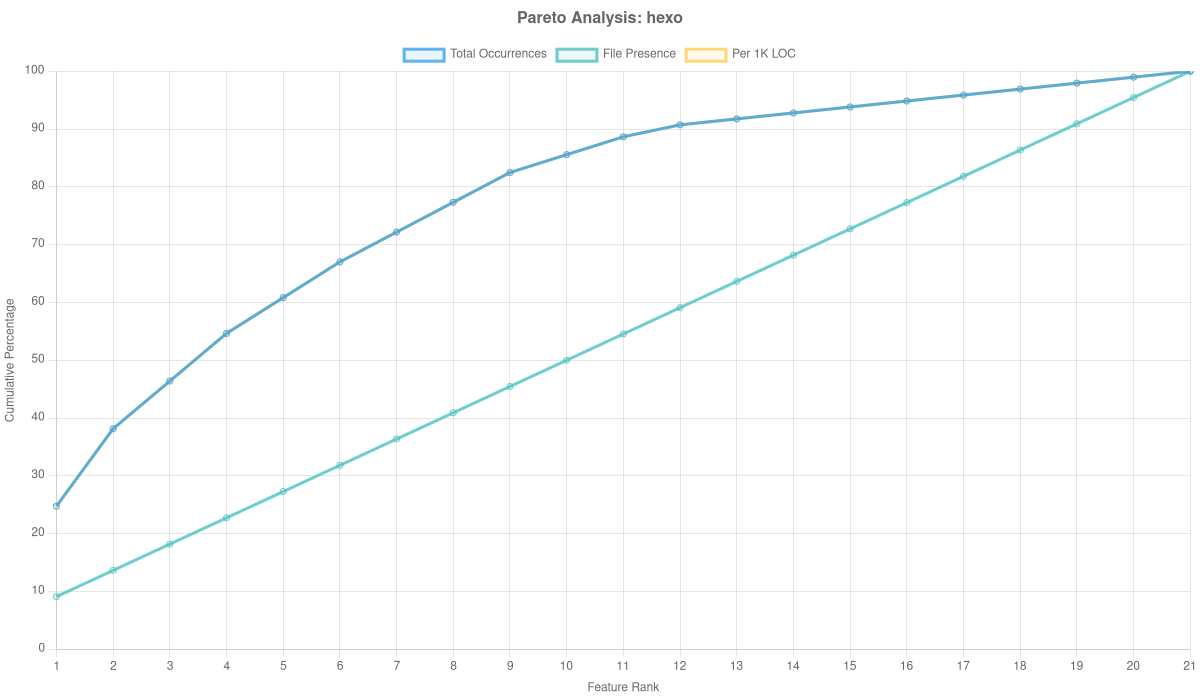 Pareto Analysis: hexo
Total Occurrences File Presence Per 1K LOC
100
90
80
70
60
50
40
30
20
10
0
Cumulative Percentage
1 2 3 4 5 6 7 8 9 10 11 12 13 14 15 16 17 18 19 20 21
Feature Rank